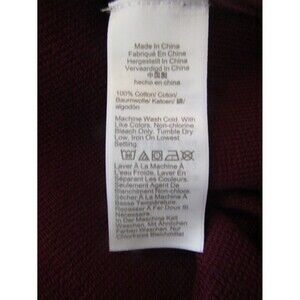 Made In China
Fabriqué En Chine
Hergestellt In China
Vervaardigd In China
中国製
hecho en china
100% Cotton/ Coton/
Baumwolle/ Katoen/ 綿/
algodón
Machine Wash Cold. With
Like Colors. Non-chlorine
Bleach Only. Tumble Dry
Low. Iron On Lowest
Setting.
Laver À La Machine À
L'eau Froide. Laver En
Séparant Les Couleurs.
Seulement Agent De
Blanchiment Non-chlore.
Sécher À La Machine À
Basse Température.
Repasser À Fer Doux Si
Nécessaire.
In Der Maschine Kalt
Waschen. Mit Ähnlichen
Farben Waschen. Nur
Chlorfreies Bleichmittel